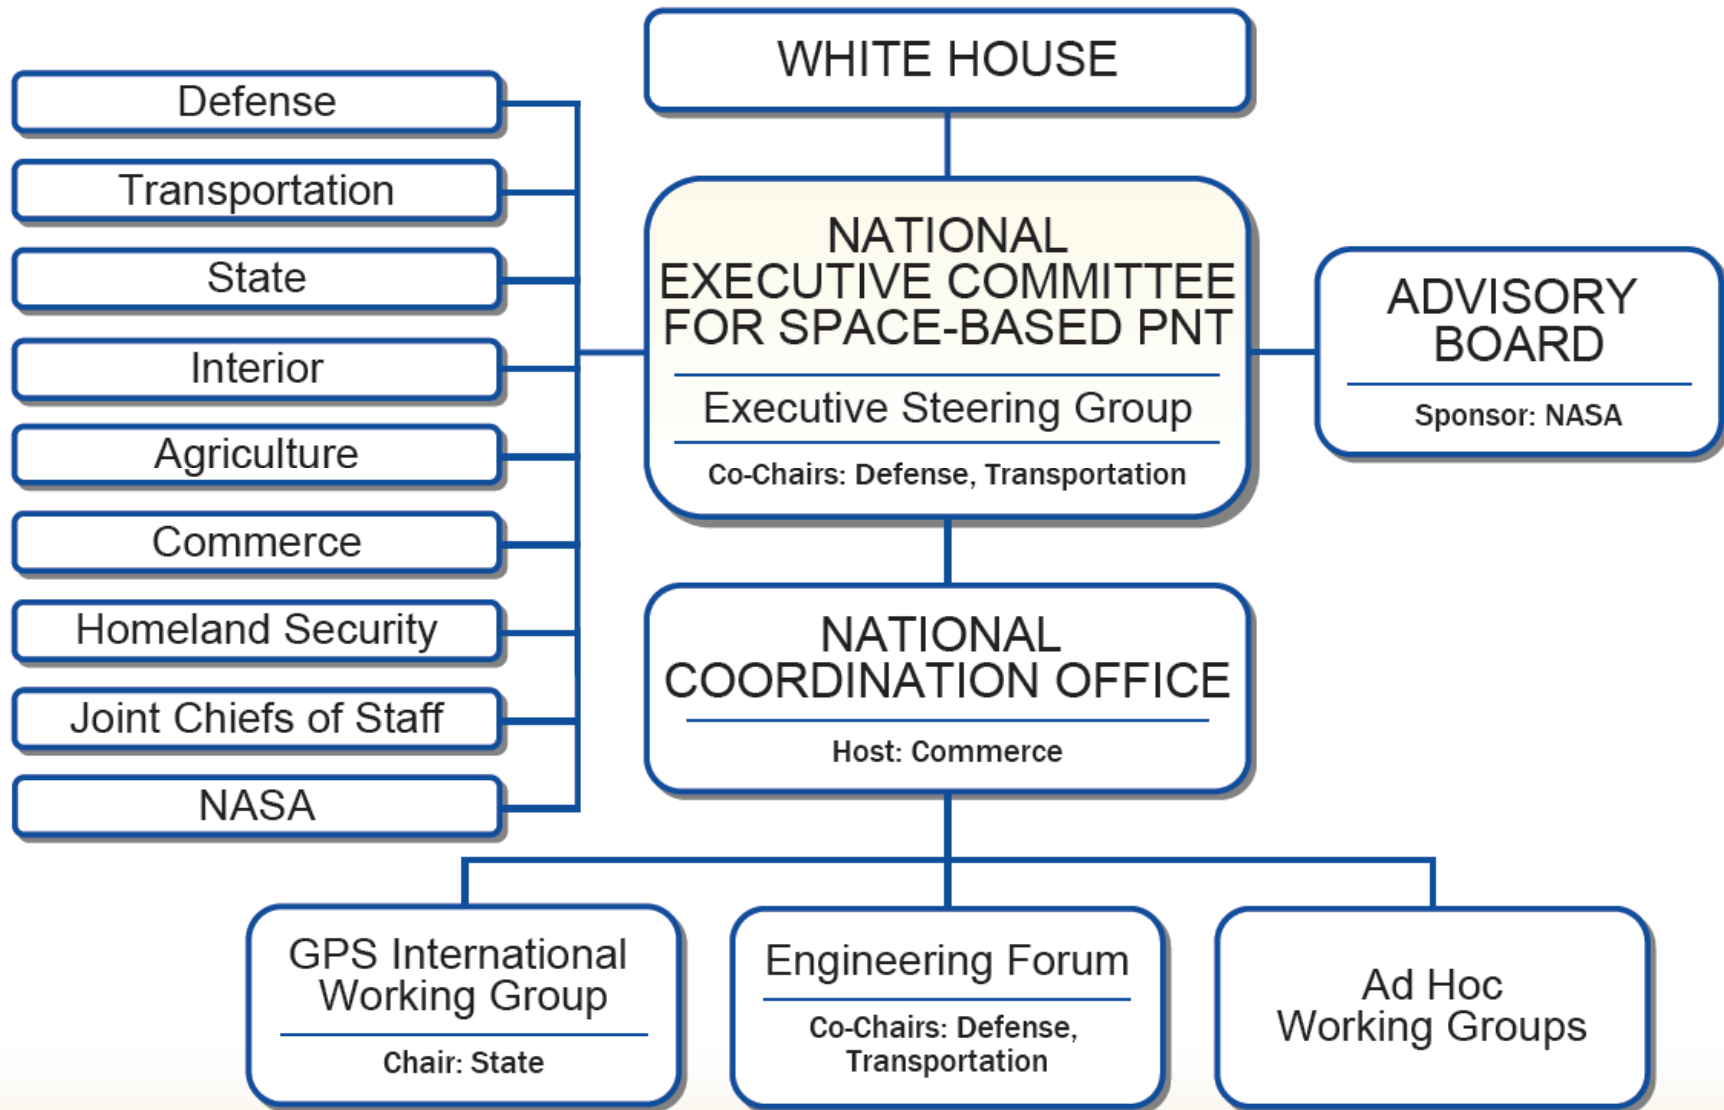 WHITE HOUSE
Defense
Transportation
State
Interior
Agriculture
Commerce
Homeland Security
Joint Chiefs of Staff
NASA
NATIONAL
EXECUTIVE COMMITTEE
FOR SPACE-BASED PNT
Executive Steering Group
Co-Chairs: Defense, Transportation
ADVISORY
BOARD
Sponsor: NASA
NATIONAL
COORDINATION OFFICE
Host: Commerce
GPS International
Working Group
Chair: State
Engineering Forum
Co-Chairs: Defense,
Transportation
Ad Hoc
Working Groups